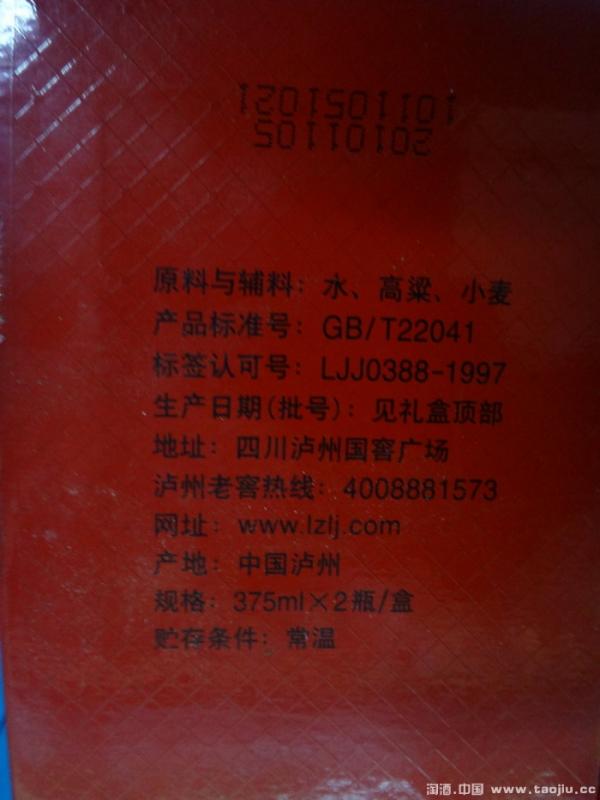 20101105
1011051021
原料与辅料：水、高粱、小麦
产品标准号：GB/T22041
标签认可号：LJJ0388-1997
生产日期(批号)：见礼盒顶部
地址：四川泸州国窖广场
泸州老窖热线：4008881573
网址：www.lzlj.com
产地：中国泸州
规格：375ml×2瓶/盒
贮存条件：常温
淘酒.中国 www.taojiu.cc